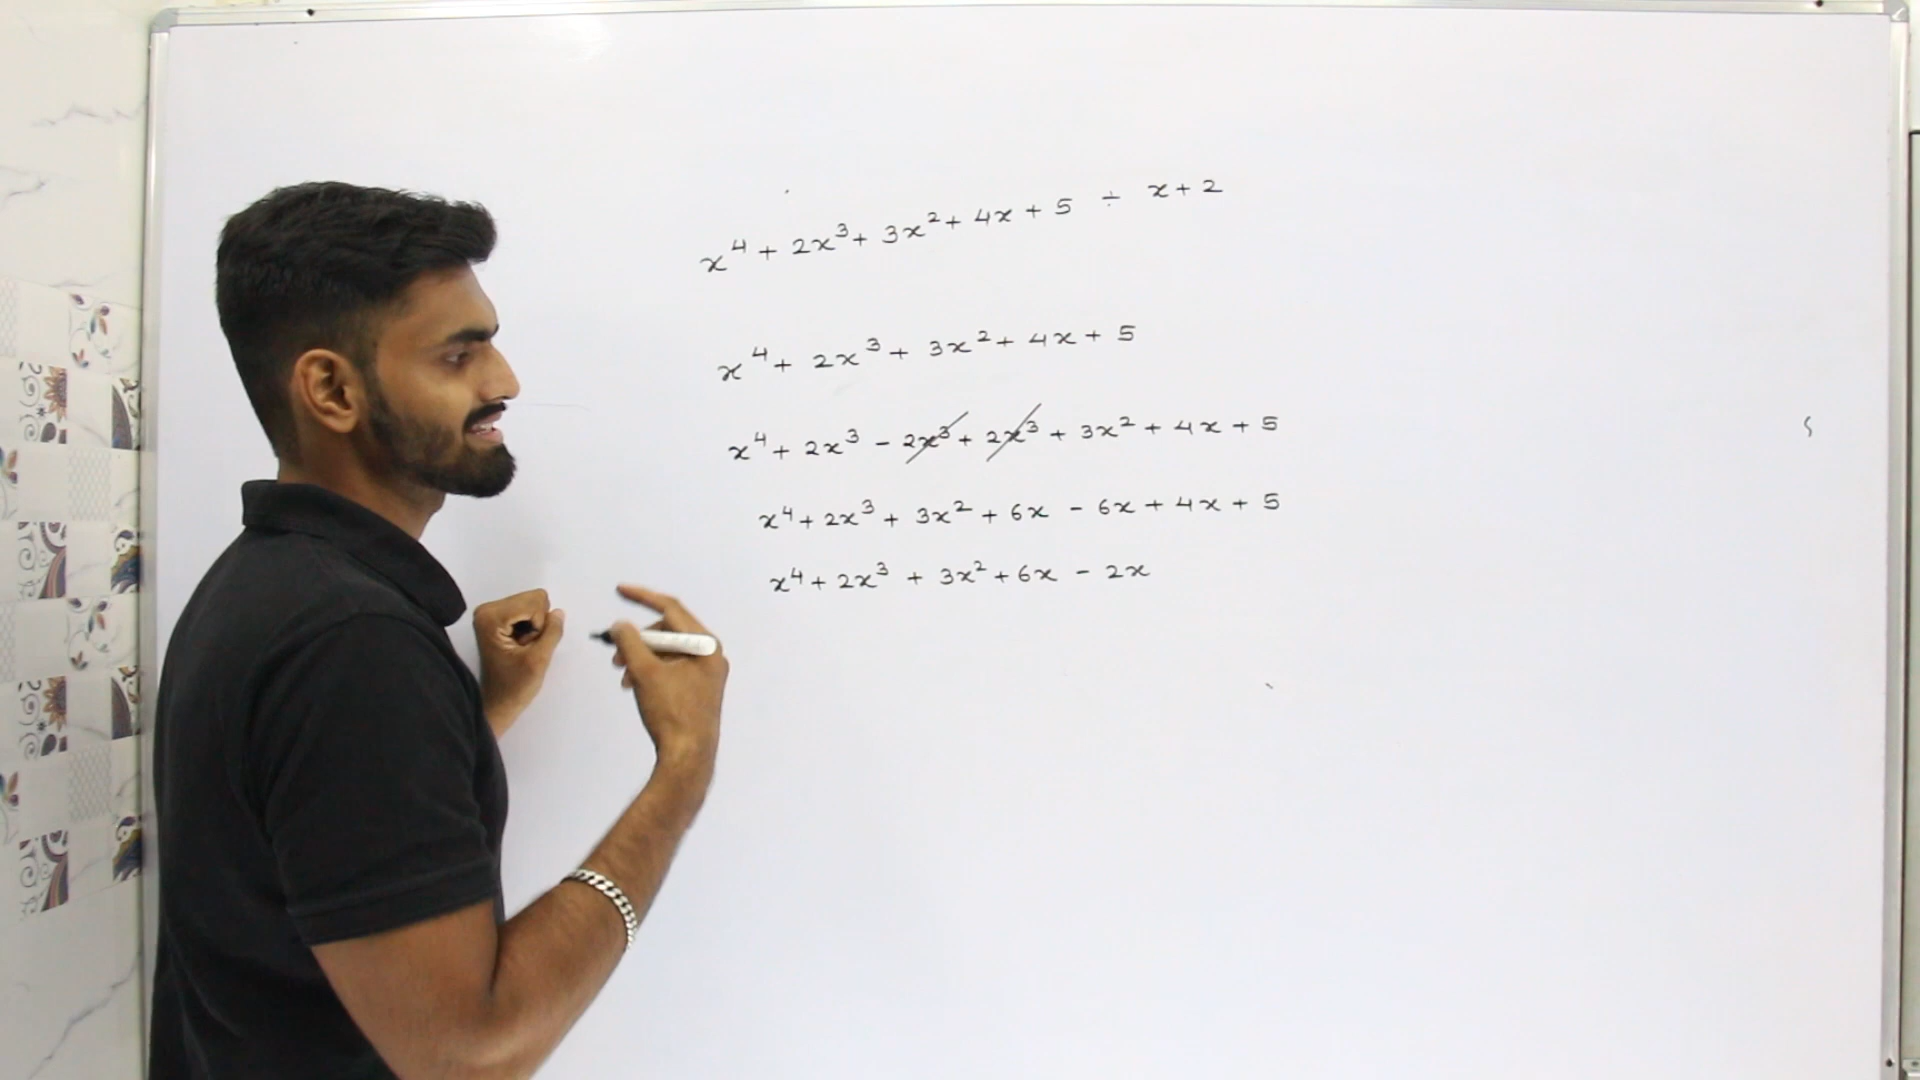 x⁴ + 2x³ + 3x² + 4x + 5 ÷ x + 2
x⁴ + 2x³ + 3x² + 4x + 5
x⁴ + 2x³ - 2x³ + 2x³ + 3x² + 4x + 5
x⁴ + 2x³ + 3x² + 6x - 6x + 4x + 5
x⁴ + 2x³ + 3x² + 6x - 2x